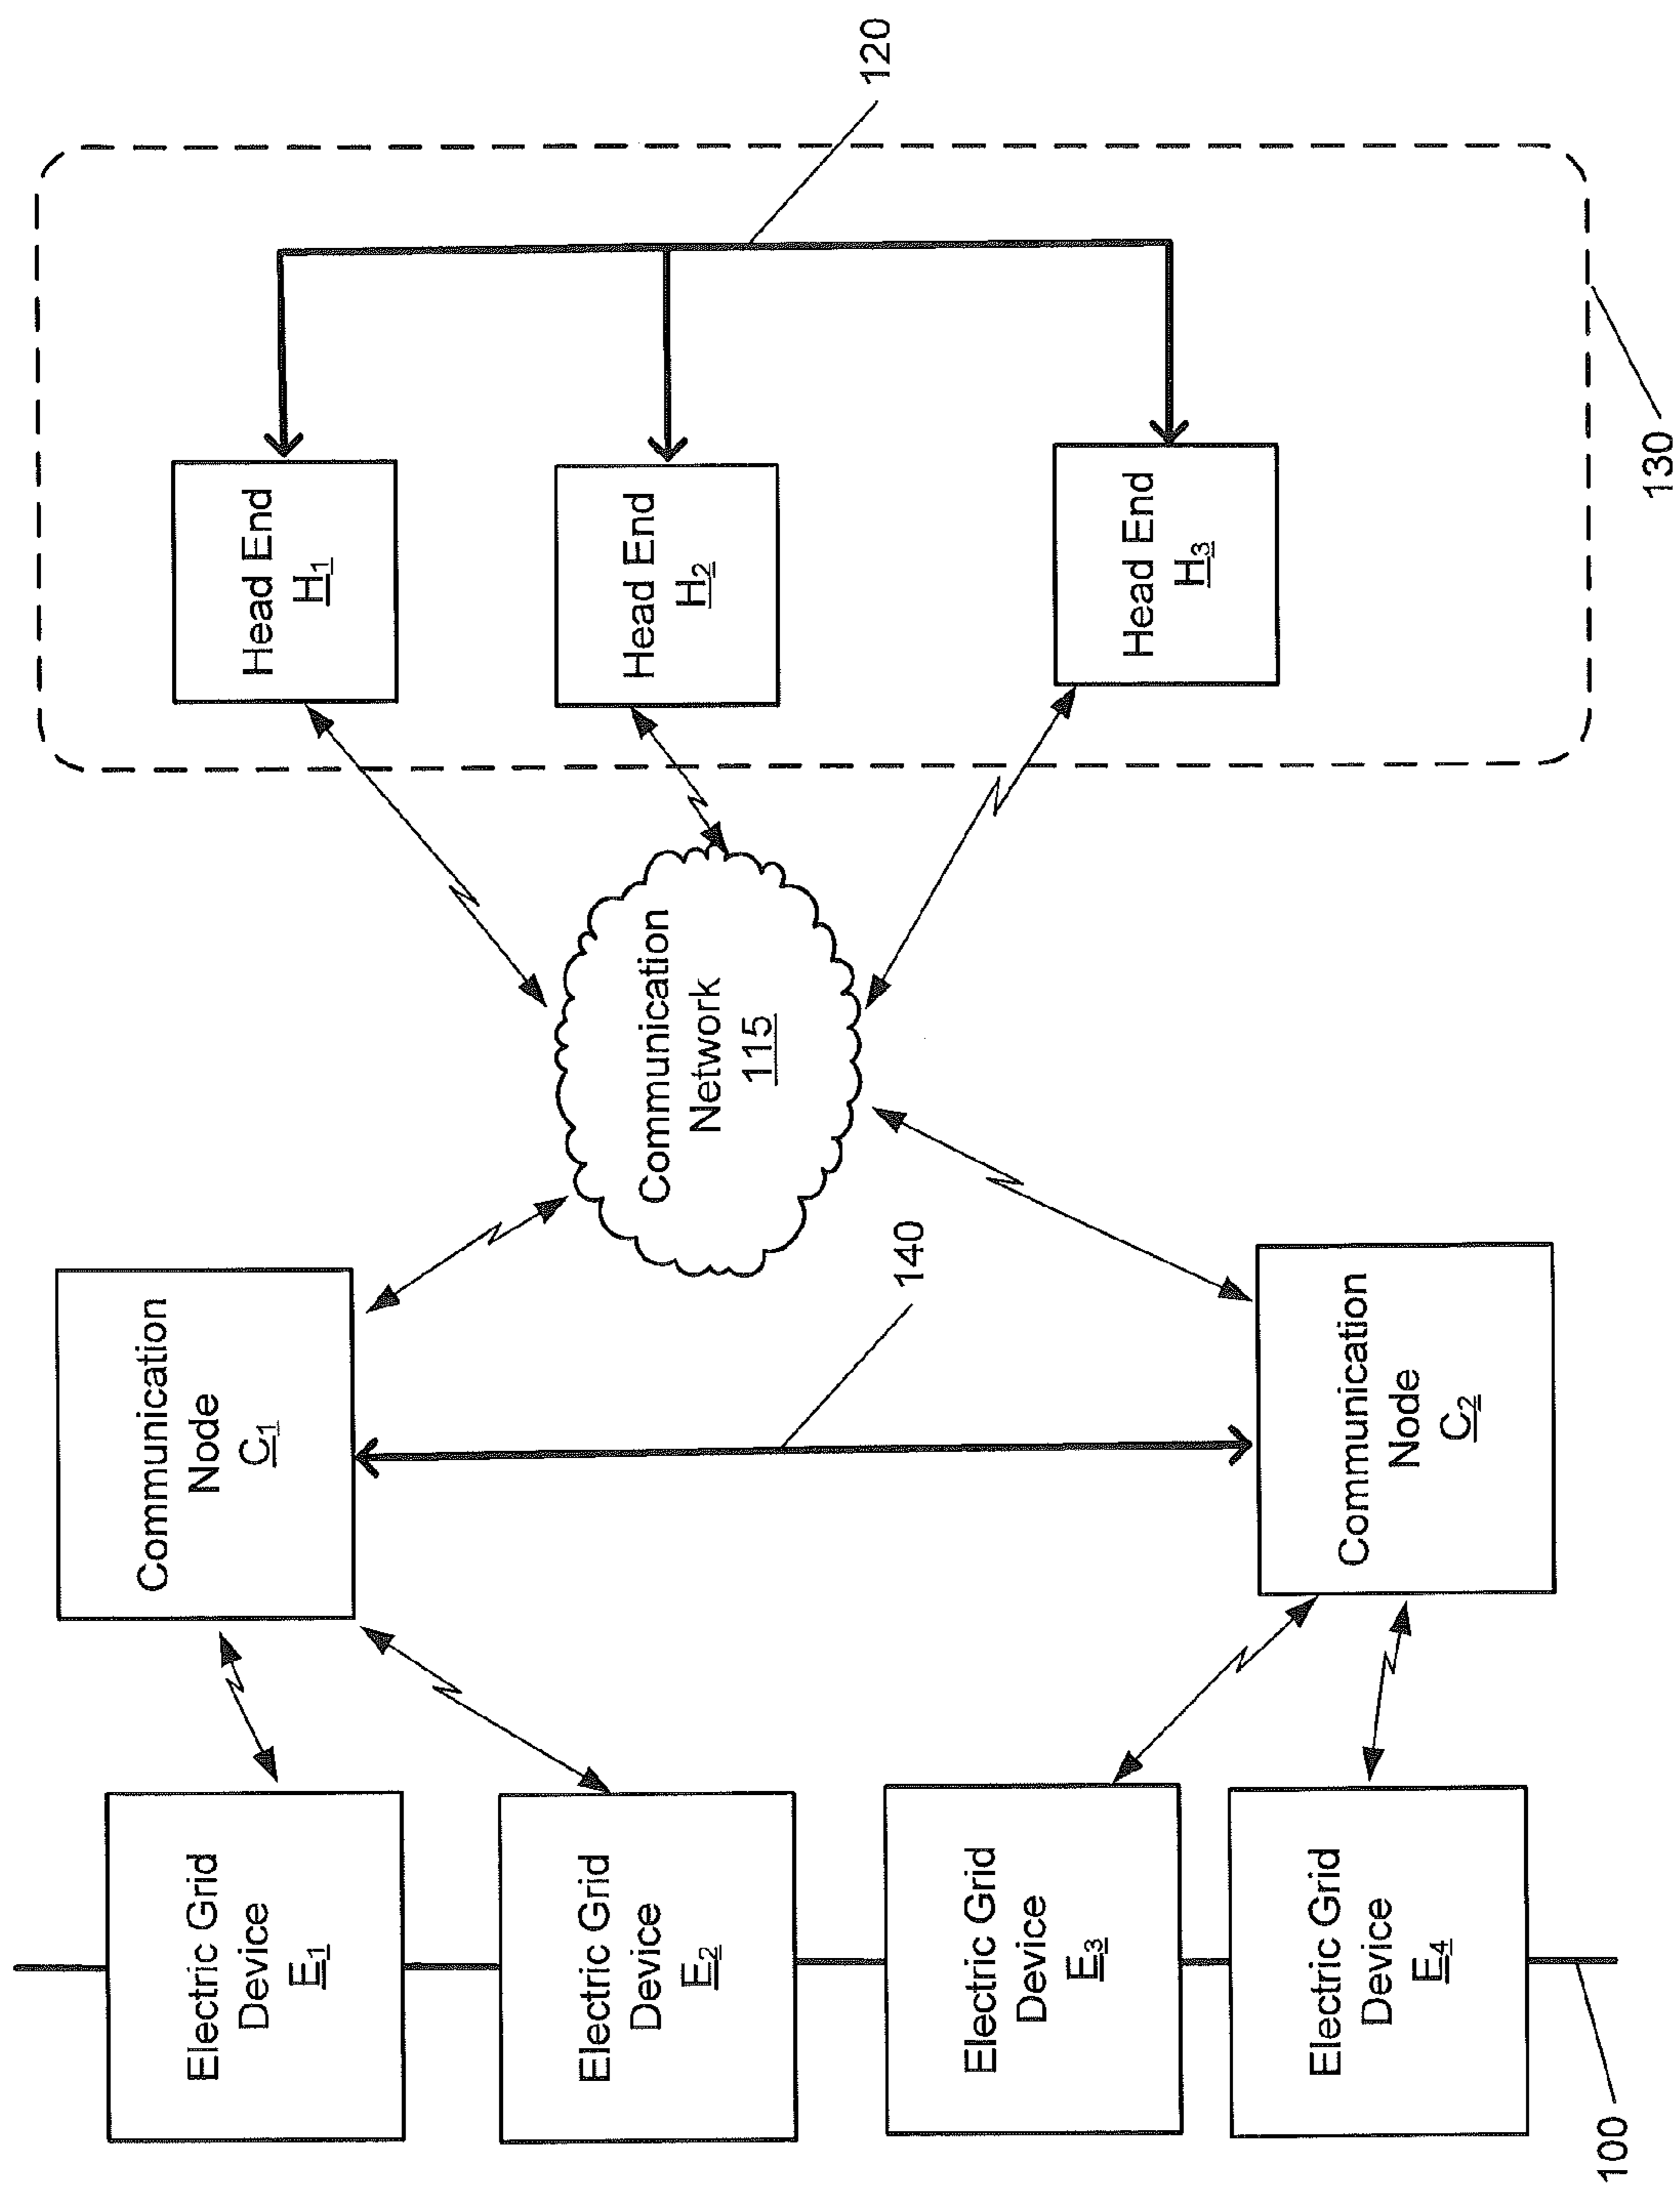 Electric Grid
Device
E1
Electric Grid
Device
E2
Electric Grid
Device
E3
Electric Grid
Device
E4
100
Communication
Node
C1
Communication
Node
C2
140
Communication
Network
115
Head End
H1
Head End
H2
Head End
H3
120
130